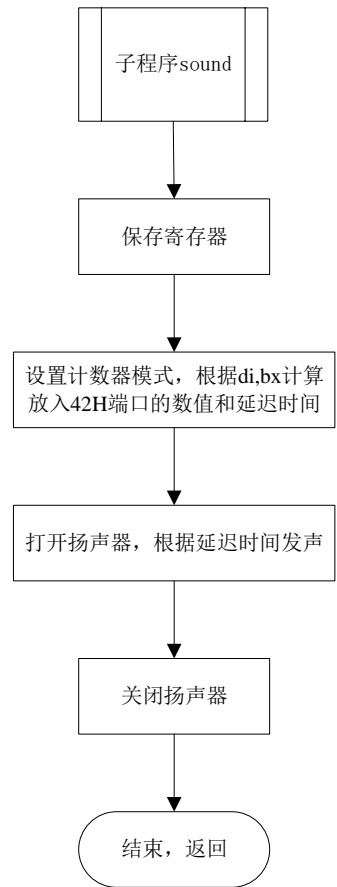 子程序sound
保存寄存器
设置计数器模式，根据di,bx计算
放入42H端口的数值和延迟时间
打开扬声器，根据延迟时间发声
关闭扬声器
结束，返回